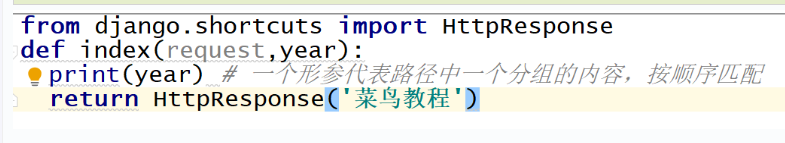 from django.shortcuts import HttpResponse
def index(request,year):
print(year) # 一个形参代表路径中一个分组的内容，按顺序匹配
return HttpResponse('菜鸟教程')